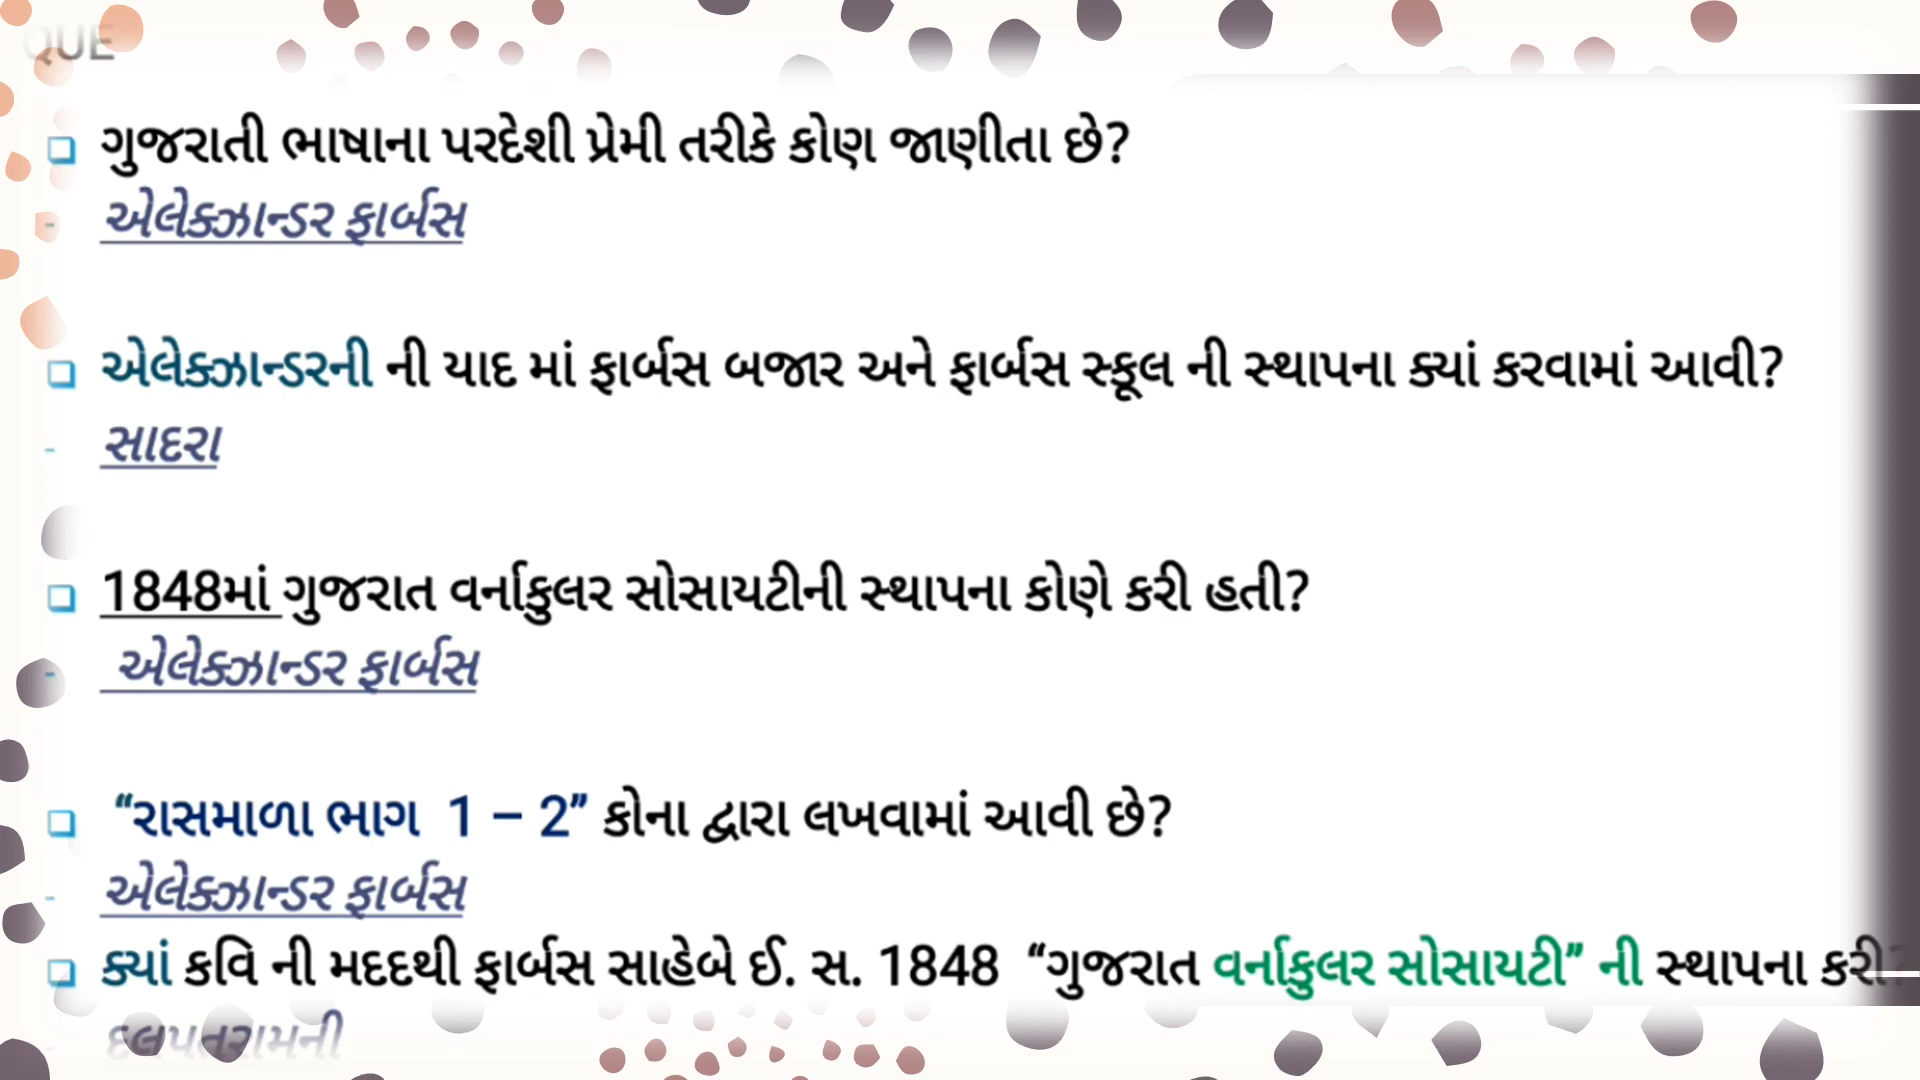 QUE
ગુજરાતી ભાષાના પરદેશી પ્રેમી તરીકે કોણ જાણીતા છે?
- એલેક્ઝાન્ડર ફાર્બસ
એલેક્ઝાન્ડરની ની યાદ માં ફાર્બસ બજાર અને ફાર્બસ સ્કૂલ ની સ્થાપના ક્યાં કરવામાં આવી?
- સાદરા
1848માં ગુજરાત વર્નાકુલર સોસાયટીની સ્થાપના કોણે કરી હતી?
- એલેક્ઝાન્ડર ફાર્બસ
“રાસમાળા ભાગ 1 – 2” કોના દ્વારા લખવામાં આવી છે?
- એલેક્ઝાન્ડર ફાર્બસ
ક્યાં કવિ ની મદદથી ફાર્બસ સાહેબે ઈ. સ. 1848 “ગુજરાત વર્નાકુલર સોસાયટી” ની સ્થાપના કરી?
- દલપતરામની